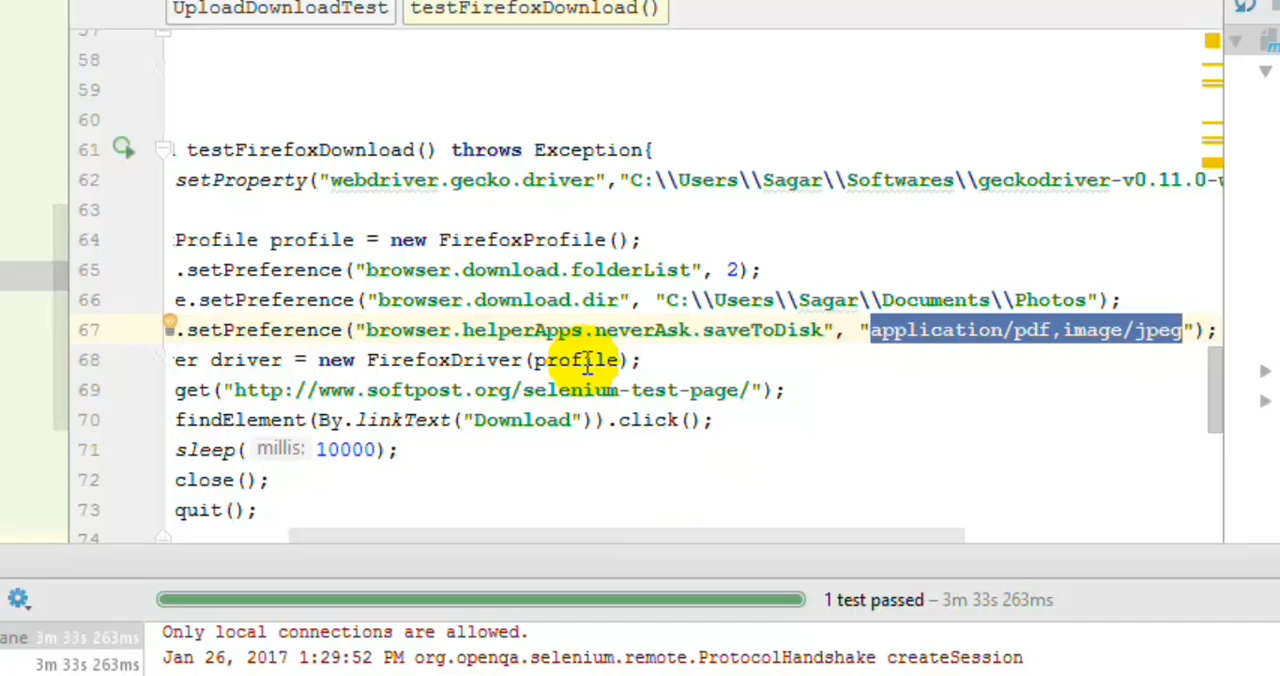 UploadDownloadTest testFirefoxDownload()
57
58
59
60
61 testFirefoxDownload() throws Exception{
62 setProperty("webdriver.gecko.driver","C:\\Users\\Sagar\\Softwares\\geckodriver-v0.11.0-w
63
64 Profile profile = new FirefoxProfile();
65 .setPreference("browser.download.folderList", 2);
66 e.setPreference("browser.download.dir", "C:\\Users\\Sagar\\Documents\\Photos");
67 .setPreference("browser.helperApps.neverAsk.saveToDisk", "application/pdf,image/jpeg");
68 er driver = new FirefoxDriver(profile);
69 get("http://www.softpost.org/selenium-test-page/");
70 findElement(By.linkText("Download")).click();
71 sleep( millis: 10000);
72 close();
73 quit();
74
1 test passed – 3m 33s 263ms
ane 3m 33s 263ms Only local connections are allowed.
3m 33s 263ms Jan 26, 2017 1:29:52 PM org.openqa.selenium.remote.ProtocolHandshake createSession